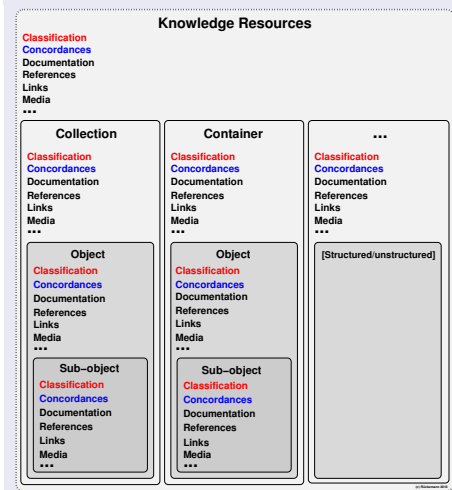 Knowledge Resources
Classification
Concordances
Documentation
References
Links
Media
...
Collection
Classification
Concordances
Documentation
References
Links
Media
...
Object
Classification
Concordances
Documentation
References
Links
Media
...
Sub−object
Classification
Concordances
Documentation
References
Links
Media
...
Container
Classification
Concordances
Documentation
References
Links
Media
...
Object
Classification
Concordances
Documentation
References
Links
Media
...
Sub−object
Classification
Concordances
Documentation
References
Links
Media
...
...
Classification
Concordances
Documentation
References
Links
Media
...
[Structured/unstructured]